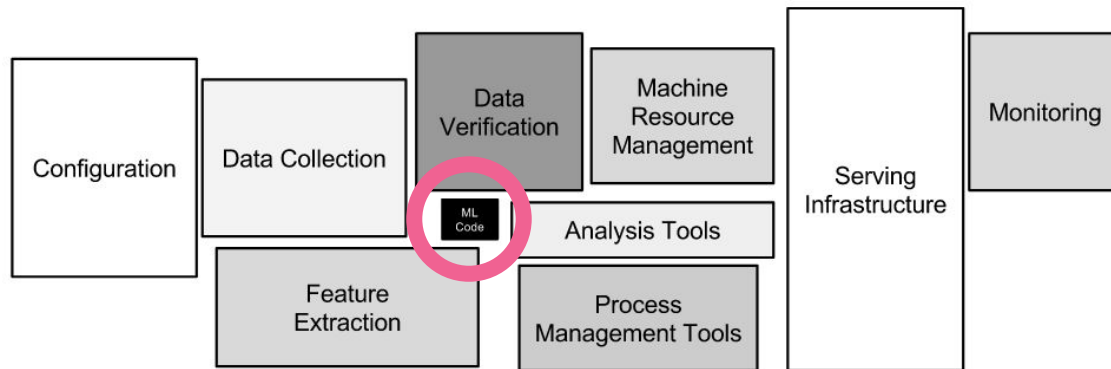 Configuration
Data Collection
Data
Verification
Machine
Resource
Management
Monitoring
Serving
Infrastructure
ML
Code
Analysis Tools
Feature
Extraction
Process
Management Tools